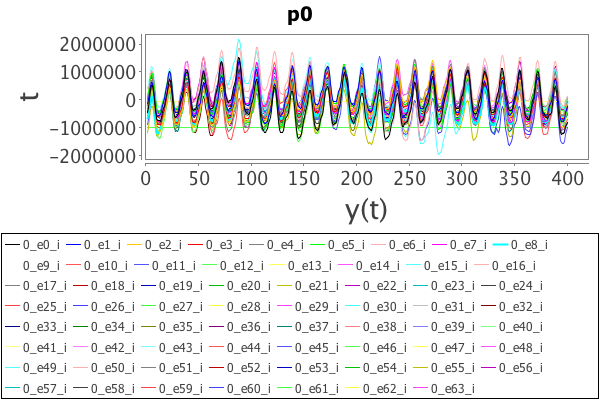 p0
2000000
1000000
0
−1000000
−2000000
t
0 50 100 150 200 250 300 350 400
y(t)
0_e0_i 0_e1_i 0_e2_i 0_e3_i 0_e4_i 0_e5_i 0_e6_i 0_e7_i 0_e8_i
0_e9_i 0_e10_i 0_e11_i 0_e12_i 0_e13_i 0_e14_i 0_e15_i 0_e16_i
0_e17_i 0_e18_i 0_e19_i 0_e20_i 0_e21_i 0_e22_i 0_e23_i 0_e24_i
0_e25_i 0_e26_i 0_e27_i 0_e28_i 0_e29_i 0_e30_i 0_e31_i 0_e32_i
0_e33_i 0_e34_i 0_e35_i 0_e36_i 0_e37_i 0_e38_i 0_e39_i 0_e40_i
0_e41_i 0_e42_i 0_e43_i 0_e44_i 0_e45_i 0_e46_i 0_e47_i 0_e48_i
0_e49_i 0_e50_i 0_e51_i 0_e52_i 0_e53_i 0_e54_i 0_e55_i 0_e56_i
0_e57_i 0_e58_i 0_e59_i 0_e60_i 0_e61_i 0_e62_i 0_e63_i